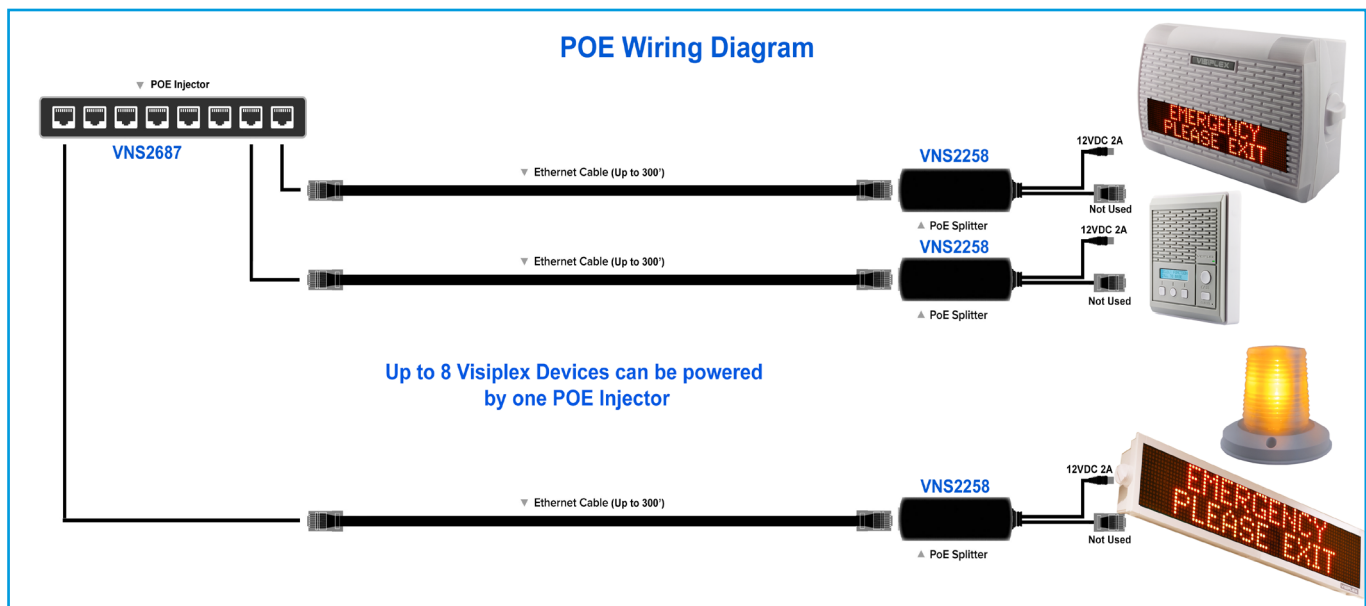 POE Wiring Diagram
▼ POE Injector
VNS2687
VISIPLEX
EMERGENCY
PLEASE EXIT
▼ Ethernet Cable (Up to 300')
VNS2258
12VDC 2A
Not Used
▲ PoE Splitter
▼ Ethernet Cable (Up to 300')
VNS2258
12VDC 2A
Not Used
▲ PoE Splitter
Up to 8 Visiplex Devices can be powered
by one POE Injector
▼ Ethernet Cable (Up to 300')
VNS2258
12VDC 2A
Not Used
▲ PoE Splitter
EMERGENCY
PLEASE EXIT